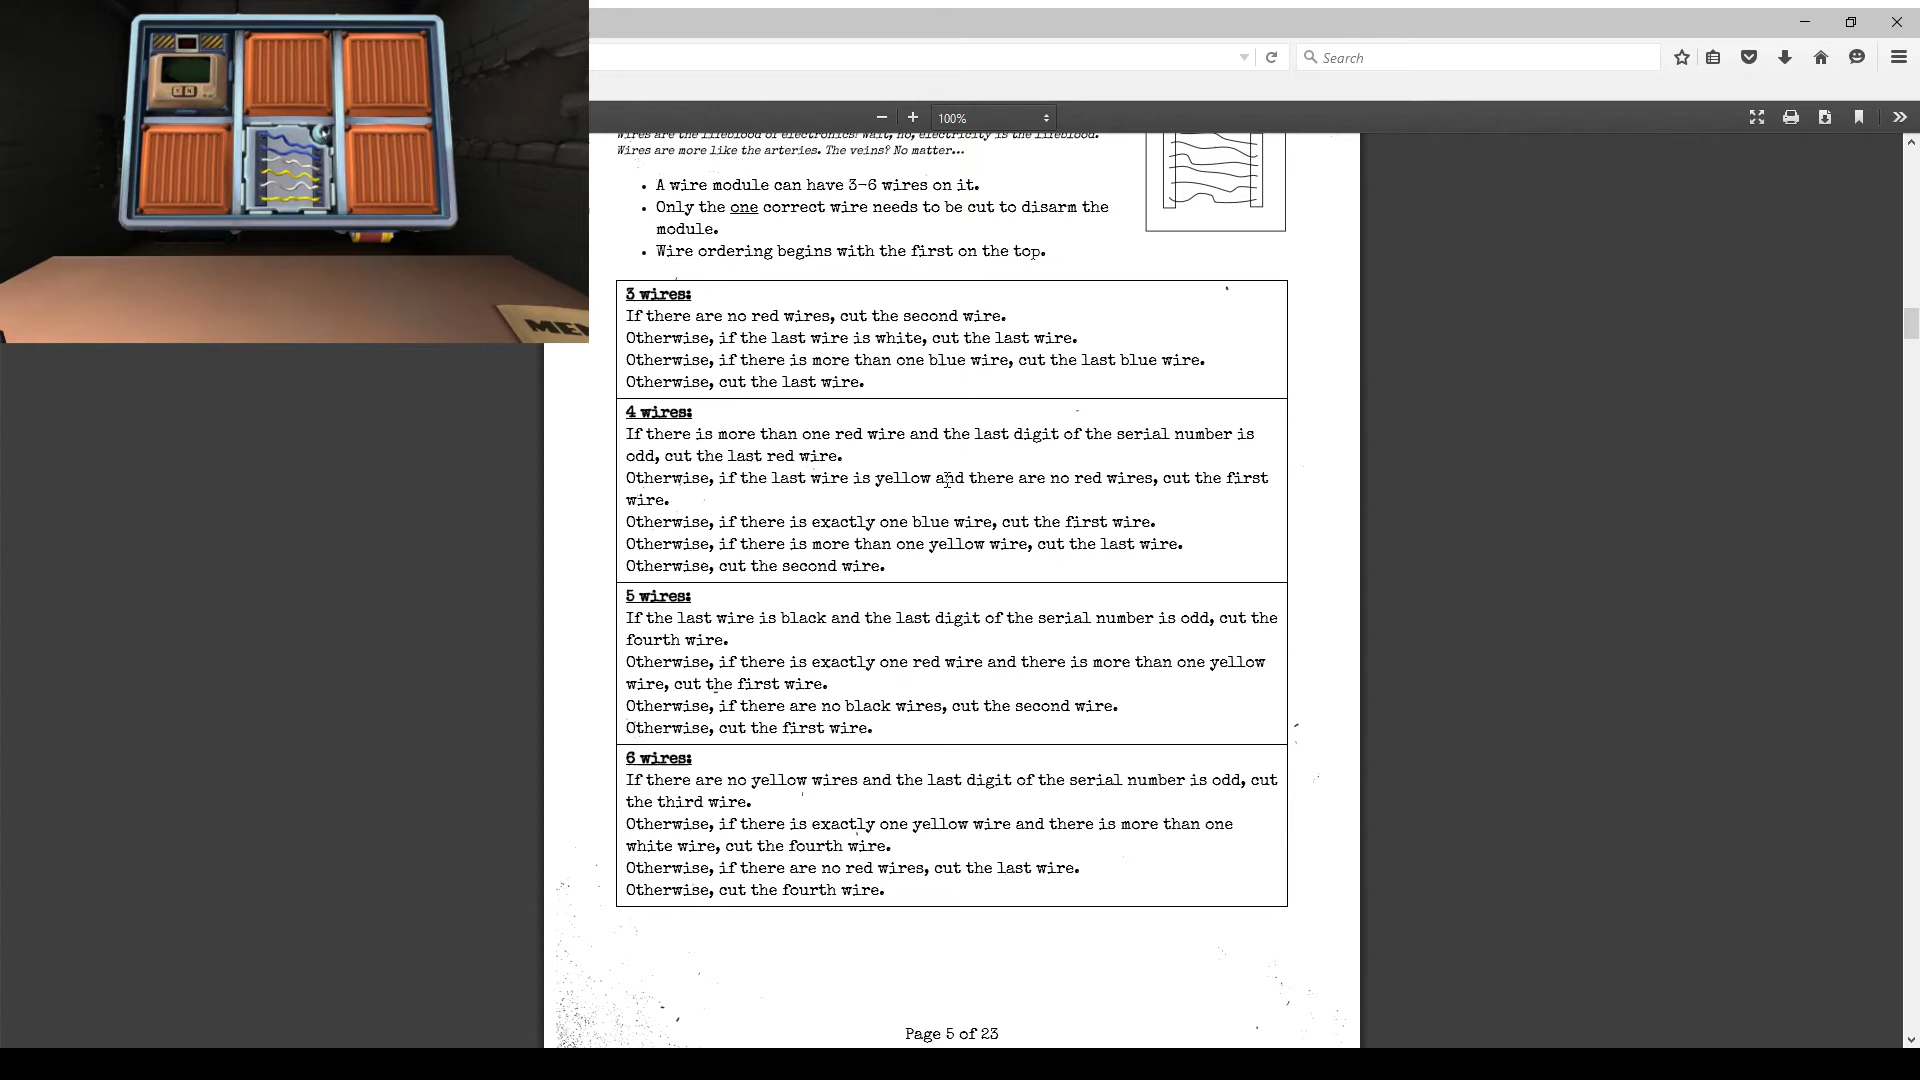 Search
100%
Wires are the lifeblood of electronics! Wait, no, electricity is the lifeblood.
Wires are more like the arteries. The veins? No matter...
• A wire module can have 3-6 wires on it.
• Only the one correct wire needs to be cut to disarm the
module.
• Wire ordering begins with the first on the top.
3 wires:
If there are no red wires, cut the second wire.
Otherwise, if the last wire is white, cut the last wire.
Otherwise, if there is more than one blue wire, cut the last blue wire.
Otherwise, cut the last wire.
4 wires:
If there is more than one red wire and the last digit of the serial number is
odd, cut the last red wire.
Otherwise, if the last wire is yellow and there are no red wires, cut the first
wire.
Otherwise, if there is exactly one blue wire, cut the first wire.
Otherwise, if there is more than one yellow wire, cut the last wire.
Otherwise, cut the second wire.
5 wires:
If the last wire is black and the last digit of the serial number is odd, cut the
fourth wire.
Otherwise, if there is exactly one red wire and there is more than one yellow
wire, cut the first wire.
Otherwise, if there are no black wires, cut the second wire.
Otherwise, cut the first wire.
6 wires:
If there are no yellow wires and the last digit of the serial number is odd, cut
the third wire.
Otherwise, if there is exactly one yellow wire and there is more than one
white wire, cut the fourth wire.
Otherwise, if there are no red wires, cut the last wire.
Otherwise, cut the fourth wire.
Page 5 of 23
Y N